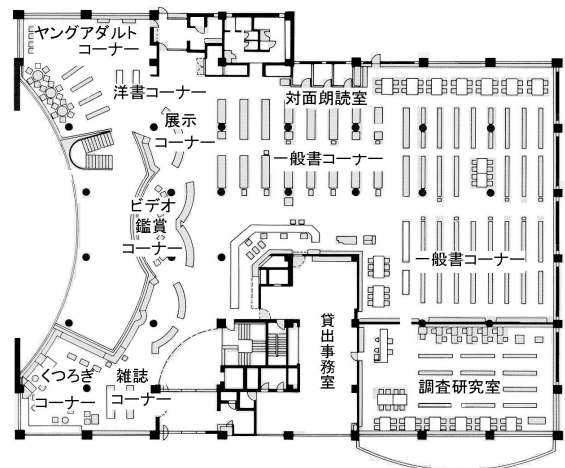 ヤングアダルト
コーナー
洋書コーナー
展示
コーナー
対面朗読室
一般書コーナー
ビデオ
鑑賞
コーナー
一般書コーナー
貸出事務室
くつろぎ
コーナー
雑誌
コーナー
調査研究室